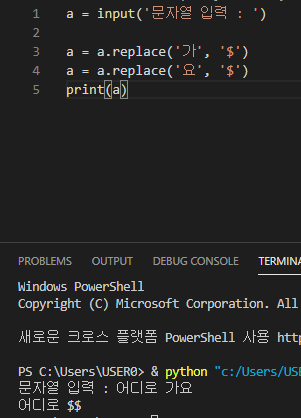 1 a = input('문자열 입력 : ')
2
3 a = a.replace('가', '$')
4 a = a.replace('요', '$')
5 print(a)
PROBLEMS OUTPUT DEBUG CONSOLE TERMINA
Windows PowerShell
Copyright (C) Microsoft Corporation. All
새로운 크로스 플랫폼 PowerShell 사용 http
PS C:\Users\USER0> & python "c:/Users/USE
문자열 입력 : 어디로 가요
어디로 $$